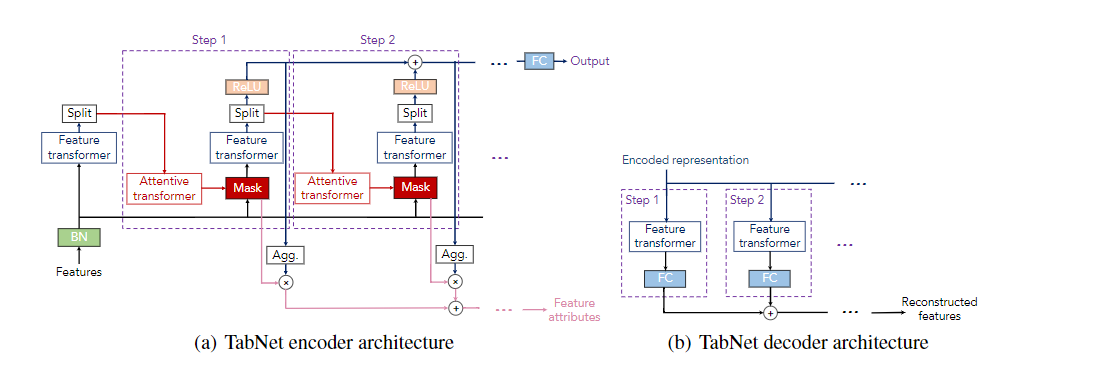 Step 1
Step 2
... FC Output
ReLU
ReLU
+
Split
Split
Split
Feature
transformer
Feature
transformer
Feature
transformer
...
Attentive
transformer
Mask
Attentive
transformer
Mask
BN
Features
Agg.
Agg.
×
×
+
...
Feature
attributes
(a) TabNet encoder architecture
Encoded representation
...
Step 1
Step 2
Feature
transformer
Feature
transformer
...
FC
FC
+
...
Reconstructed
features
(b) TabNet decoder architecture